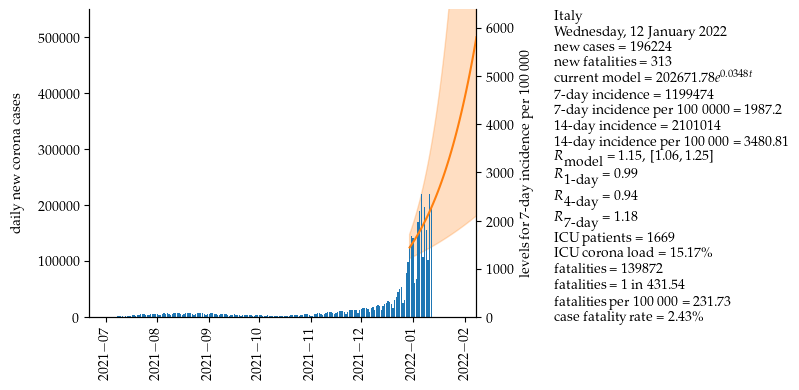 500000
400000
300000
200000
100000
0
daily new corona cases
6000
5000
4000
3000
2000
1000
0
levels for 7-day incidence per 100 000
2021−07
2021−08
2021−09
2021−10
2021−11
2021−12
2022−01
2022−02
Italy
Wednesday, 12 January 2022
new cases = 196224
new fatalities = 313
current model = 202671.78e^0.0348t
7-day incidence = 1199474
7-day incidence per 100 0000 = 1987.2
14-day incidence = 2101014
14-day incidence per 100 000 = 3480.81
R_model = 1.15, [1.06, 1.25]
R_1-day = 0.99
R_4-day = 0.94
R_7-day = 1.18
ICU patients = 1669
ICU corona load = 15.17%
fatalities = 139872
fatalities = 1 in 431.54
fatalities per 100 000 = 231.73
case fatality rate = 2.43%